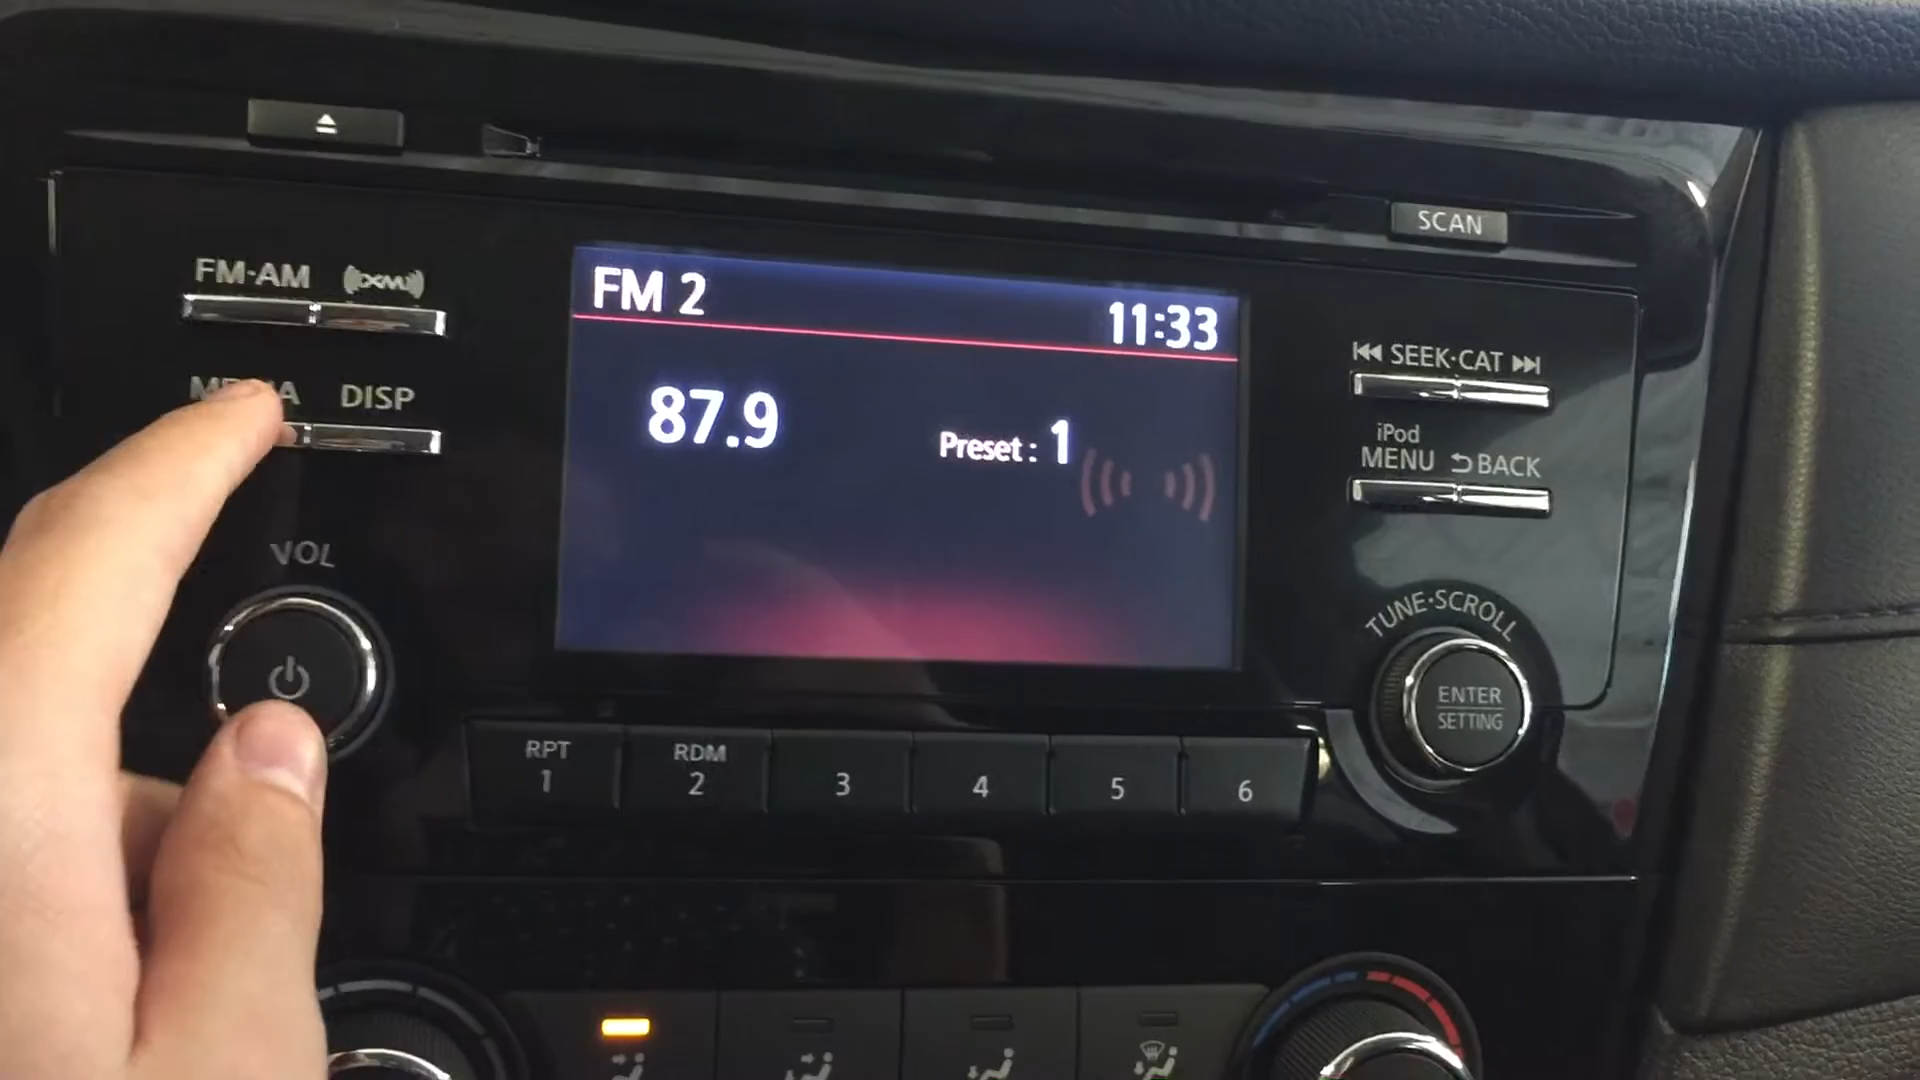 SCAN
FM·AM XM
FM 2
11:33
SEEK·CAT
DISP
87.9
Preset : 1
iPod
MENU BACK
VOL
TUNE·SCROLL
ENTER
SETTING
RPT
1
RDM
2
3
4
5
6